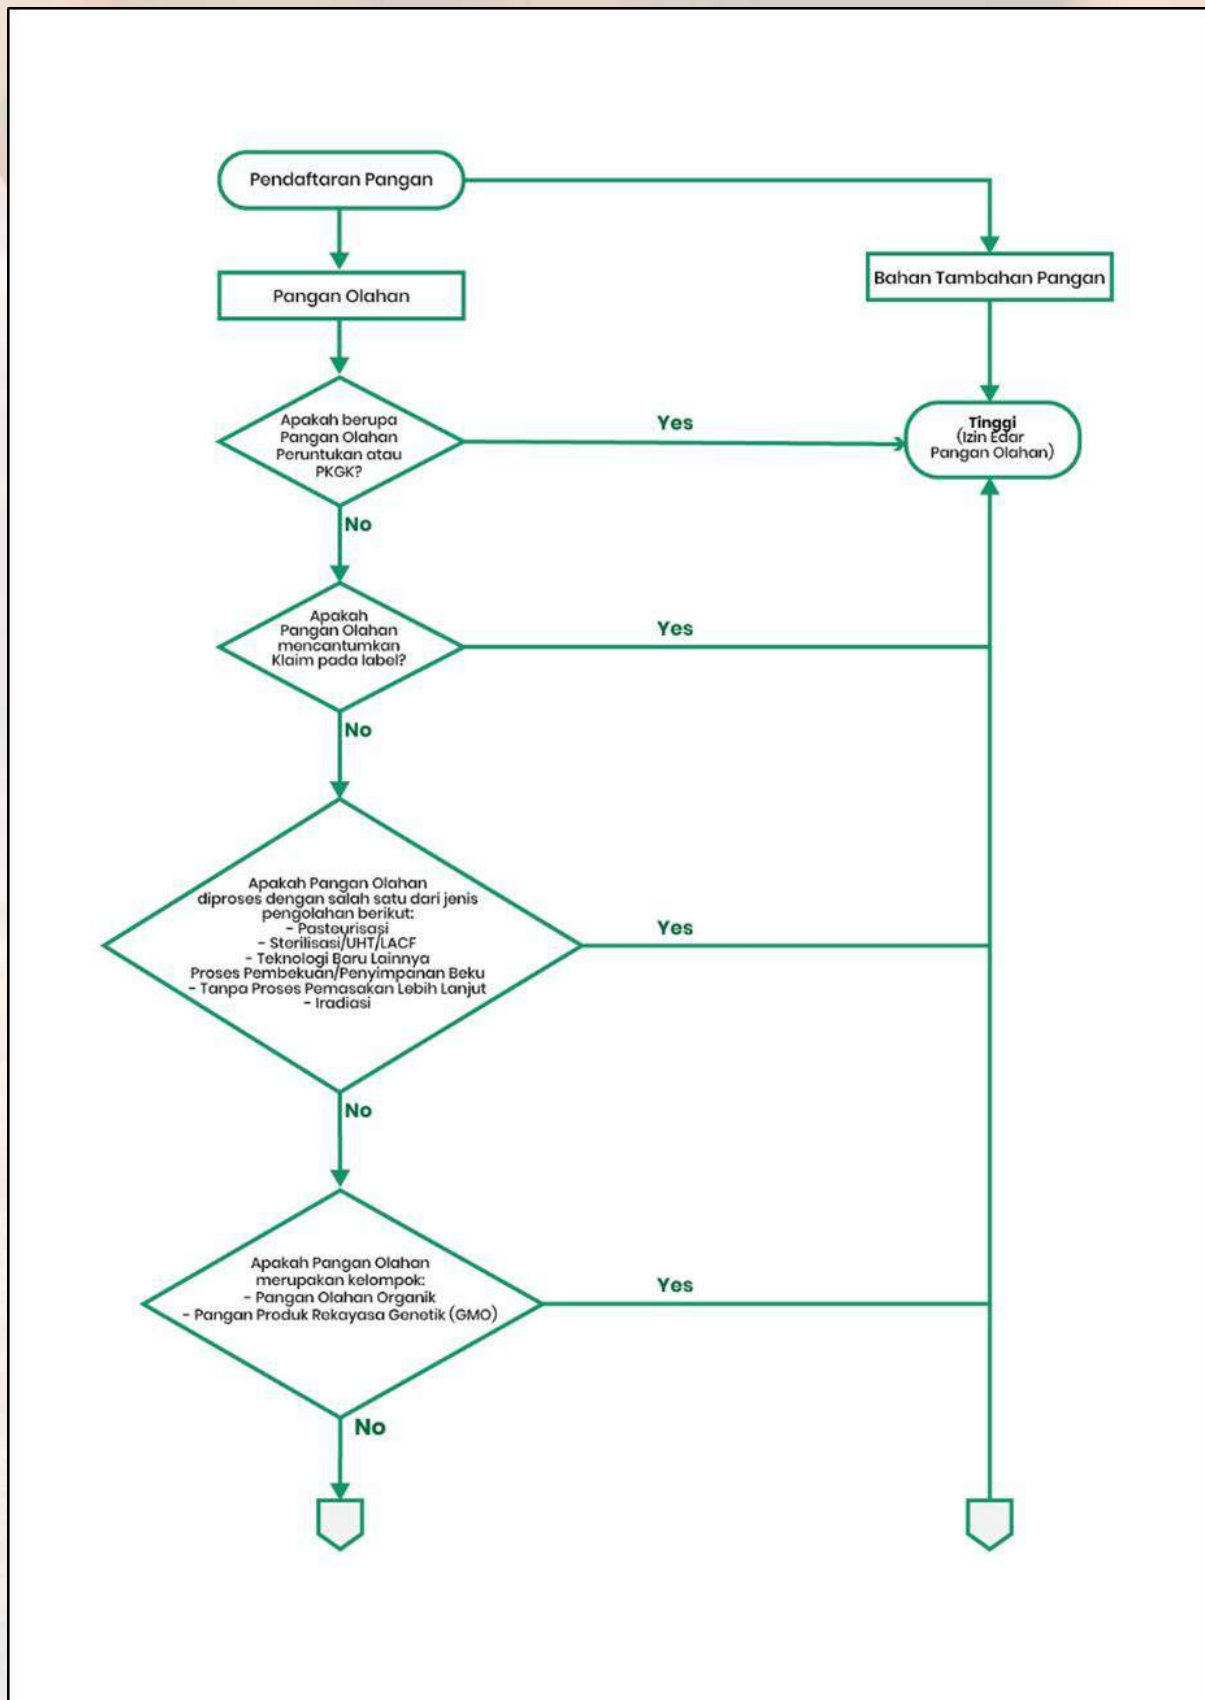 Pendaftaran Pangan
Pangan Olahan
Bahan Tambahan Pangan
Apakah berupa
Pangan Olahan
Peruntukan atau
PKGK?
Yes
Tinggi
(Izin Edar
Pangan Olahan)
No
Apakah
Pangan Olahan
mencantumkan
Klaim pada label?
Yes
No
Apakah Pangan Olahan
diproses dengan salah satu dari jenis
pengolahan berikut:
- Pasteurisasi
- Sterilisasi/UHT/LACF
- Teknologi Baru Lainnya
Proses Pembekuan/Penyimpanan Beku
- Tanpa Proses Pemasakan Lebih Lanjut
- Iradiasi
Yes
No
Apakah Pangan Olahan
merupakan kelompok:
- Pangan Olahan Organik
- Pangan Produk Rekayasa Genetik (GMO)
Yes
No